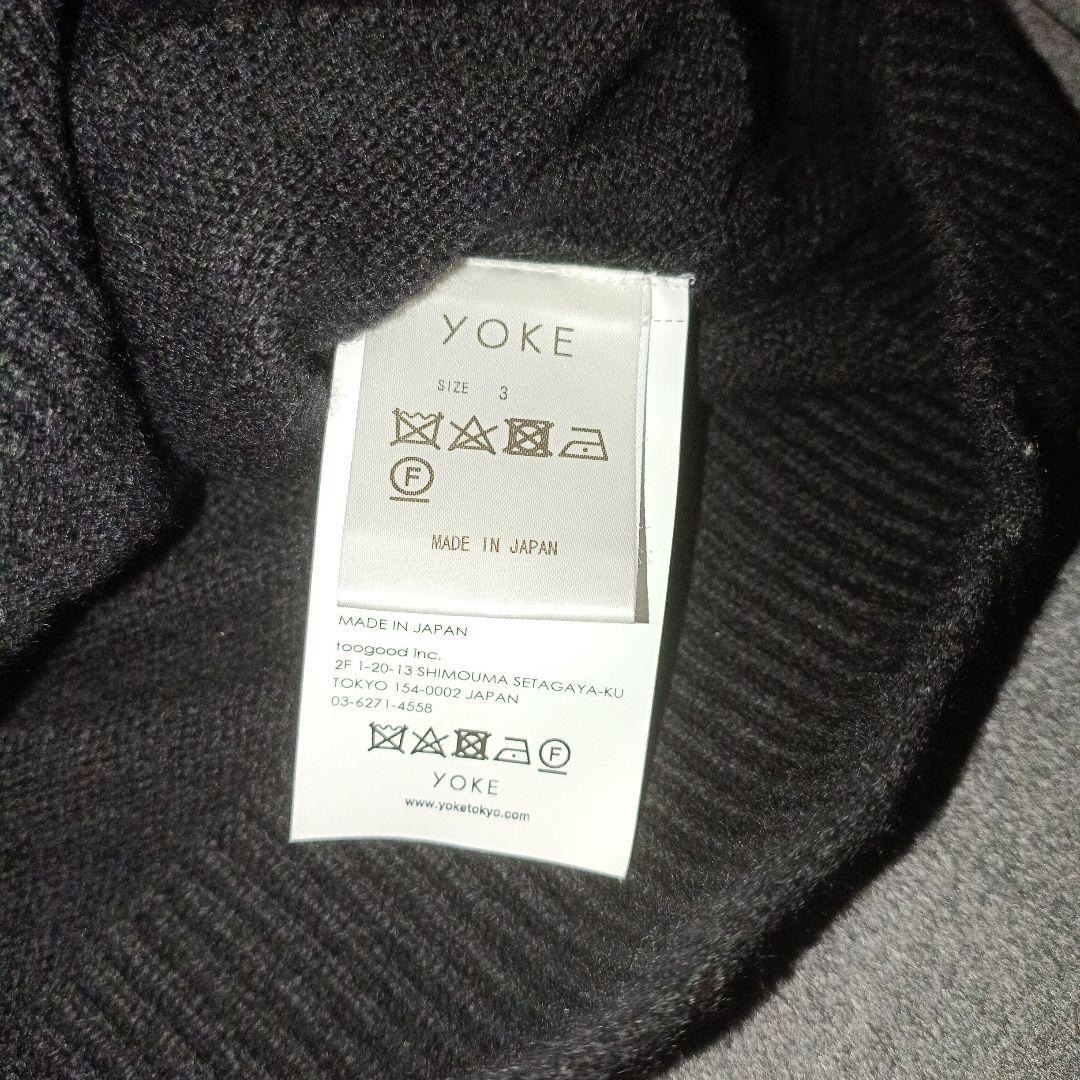 YOKE
SIZE 3
F
MADE IN JAPAN
MADE IN JAPAN
toogood inc.
2F 1-20-13 SHIMOUMA SETAGAYA-KU
TOKYO 154-0002 JAPAN
03-6271-4558
F
YOKE
www.yoketokyo.com